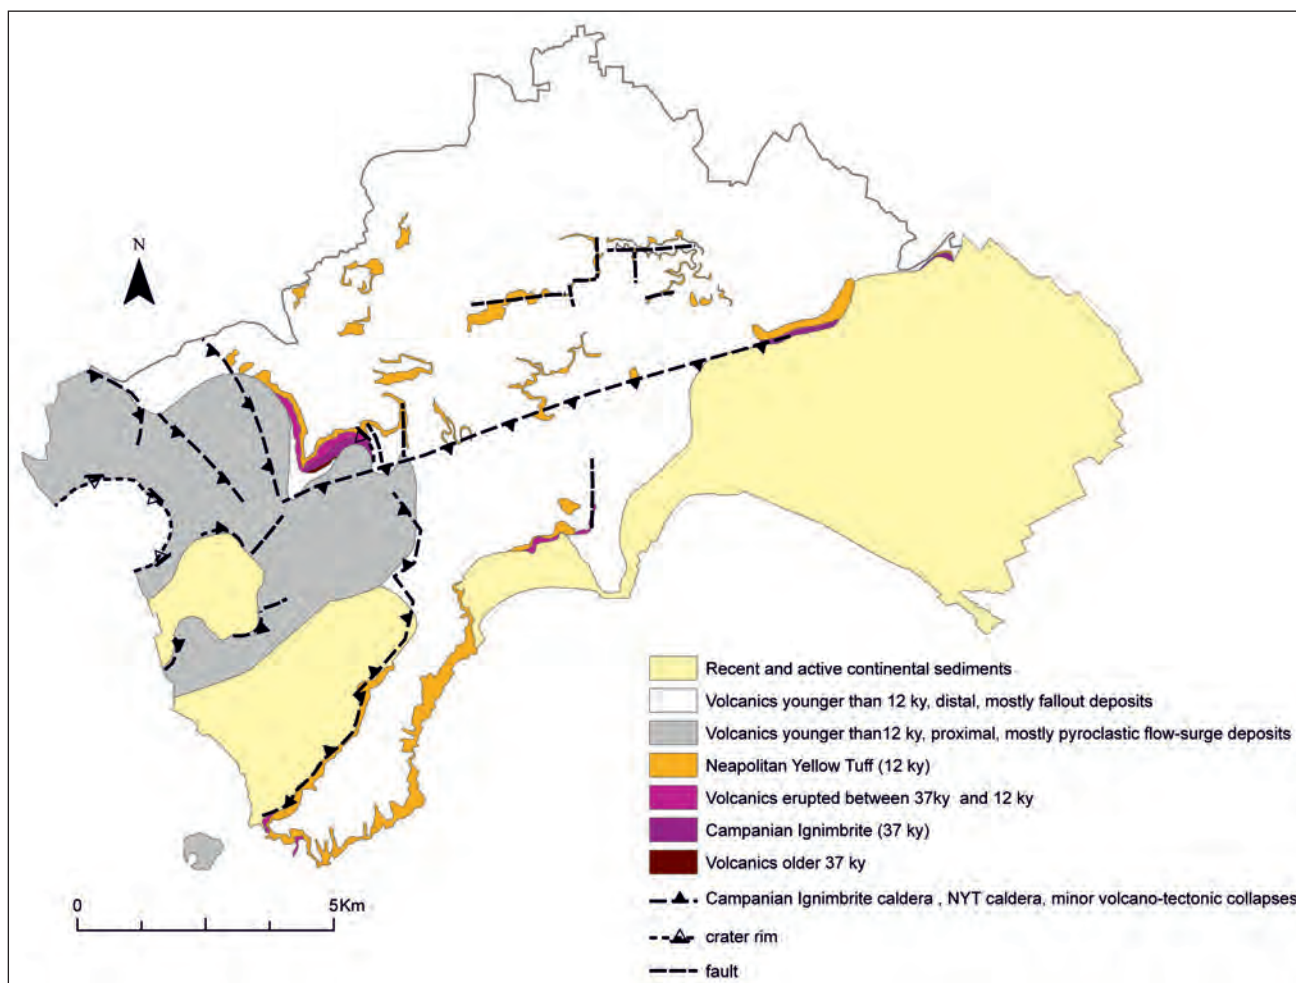 N
Recent and active continental sediments
Volcanics younger than 12 ky, distal, mostly fallout deposits
Volcanics younger than12 ky, proximal, mostly pyroclastic flow-surge deposits
Neapolitan Yellow Tuff (12 ky)
Volcanics erupted between 37ky and 12 ky
Campanian Ignimbrite (37 ky)
Volcanics older 37 ky
Campanian Ignimbrite caldera , NYT caldera, minor volcano-tectonic collapses
crater rim
fault
0 5Km